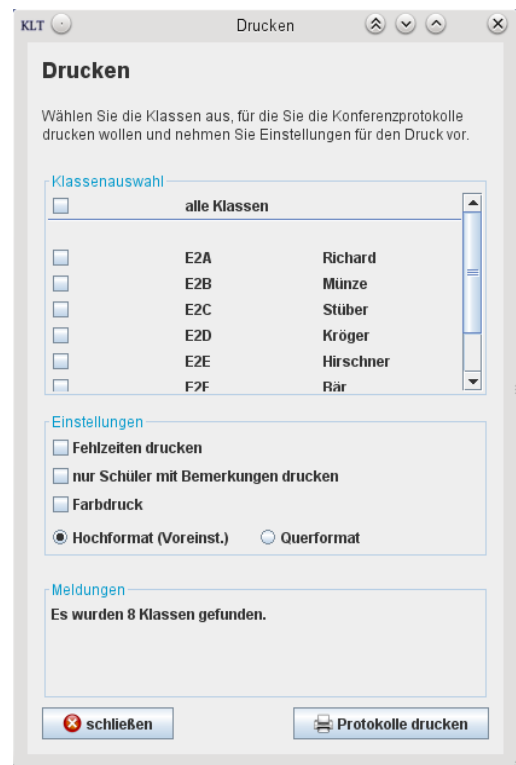 KLT Drucken
Drucken
Wählen Sie die Klassen aus, für die Sie die Konferenzprotokolle
drucken wollen und nehmen Sie Einstellungen für den Druck vor.
Klassenauswahl
alle Klassen
E2A Richard
E2B Münze
E2C Stüber
E2D Kröger
E2E Hirschner
E2F Bär
Einstellungen
Fehlzeiten drucken
nur Schüler mit Bemerkungen drucken
Farbdruck
Hochformat (Voreinst.) Querformat
Meldungen
Es wurden 8 Klassen gefunden.
schließen Protokolle drucken